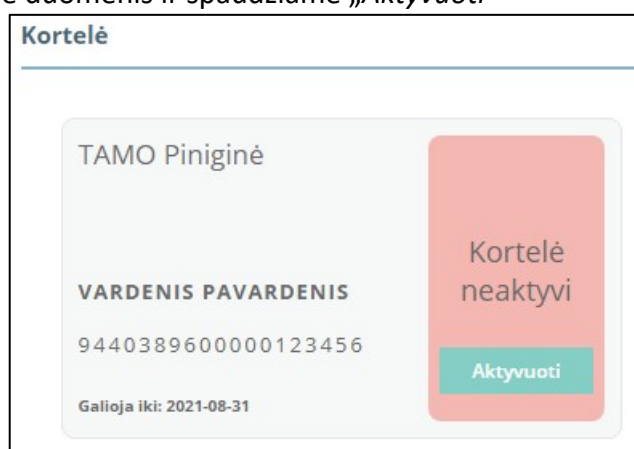 duomenis ir spaudžiame „Aktyvuoti
Kortelė
TAMO Piniginė
VARDENIS PAVARDENIS
9440389600000123456
Galioja iki: 2021-08-31
Kortelė
neaktyvi
Aktyvuoti